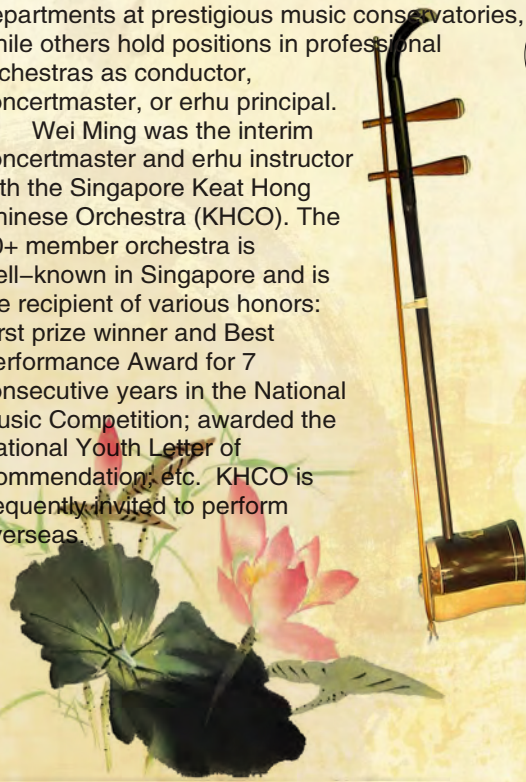 epartments at prestigious music conservatories,
hile others hold positions in professional
chestras as conductor,
oncertmaster, or erhu principal.
Wei Ming was the interim
oncertmaster and erhu instructor
th the Singapore Keat Hong
hinese Orchestra (KHCO). The
0+ member orchestra is
ell–known in Singapore and is
e recipient of various honors:
rst prize winner and Best
erformance Award for 7
onsecutive years in the National
usic Competition; awarded the
ational Youth Letter of
ommendation; etc. KHCO is
equently invited to perform
verseas.